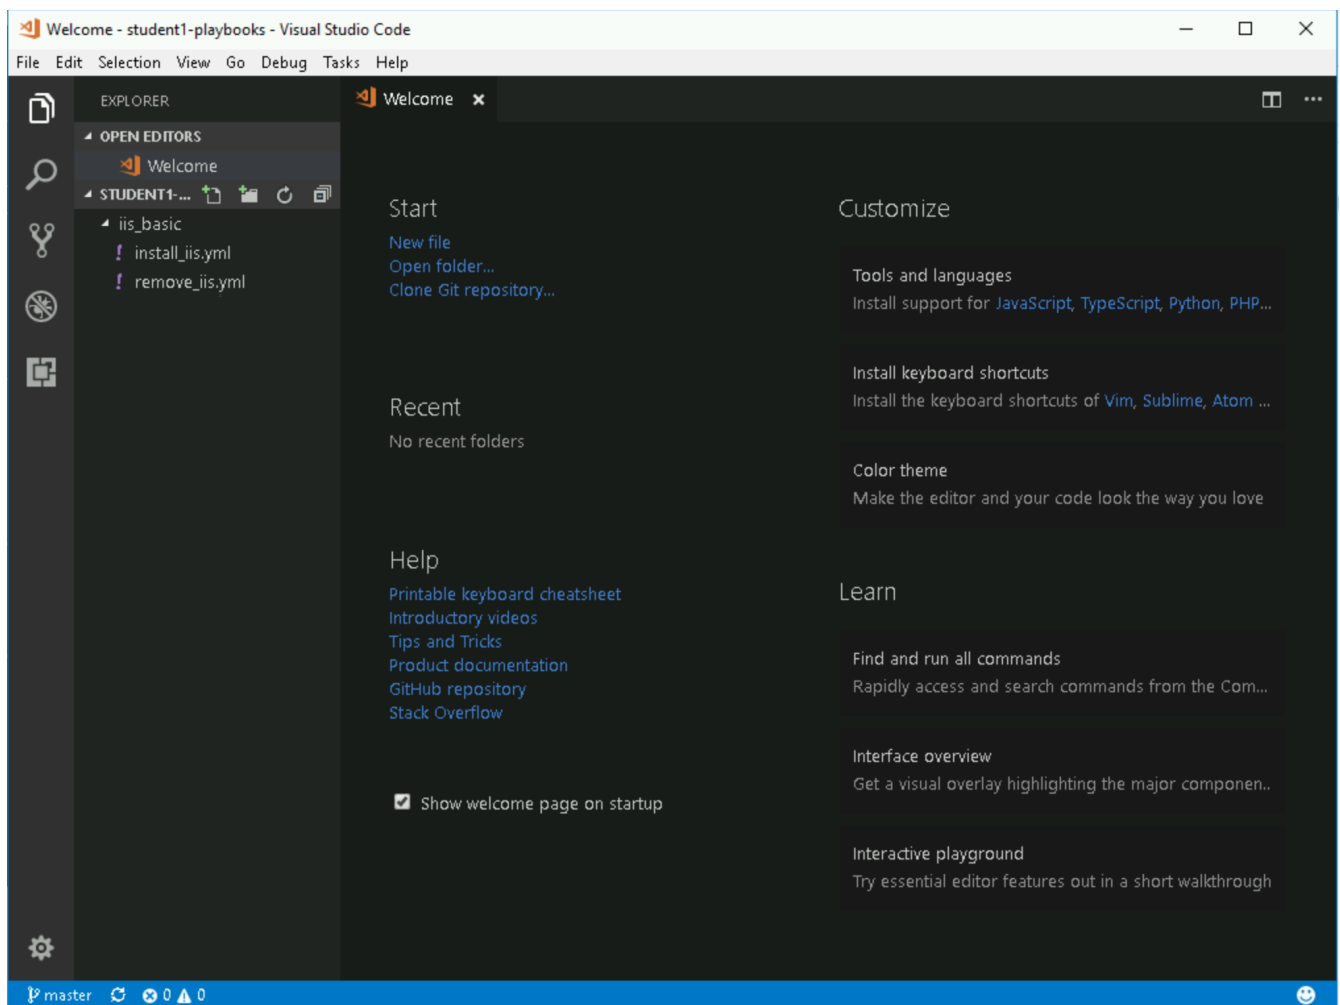 Welcome - student1-playbooks - Visual Studio Code
File Edit Selection View Go Debug Tasks Help
EXPLORER
OPEN EDITORS
Welcome
STUDENT1-...
iis_basic
install_iis.yml
remove_iis.yml
Welcome
Start
New file
Open folder...
Clone Git repository...
Recent
No recent folders
Help
Printable keyboard cheatsheet
Introductory videos
Tips and Tricks
Product documentation
GitHub repository
Stack Overflow
Show welcome page on startup
Customize
Tools and languages
Install support for JavaScript, TypeScript, Python, PHP...
Install keyboard shortcuts
Install the keyboard shortcuts of Vim, Sublime, Atom ...
Color theme
Make the editor and your code look the way you love
Learn
Find and run all commands
Rapidly access and search commands from the Com...
Interface overview
Get a visual overlay highlighting the major componen..
Interactive playground
Try essential editor features out in a short walkthrough
master 0 0